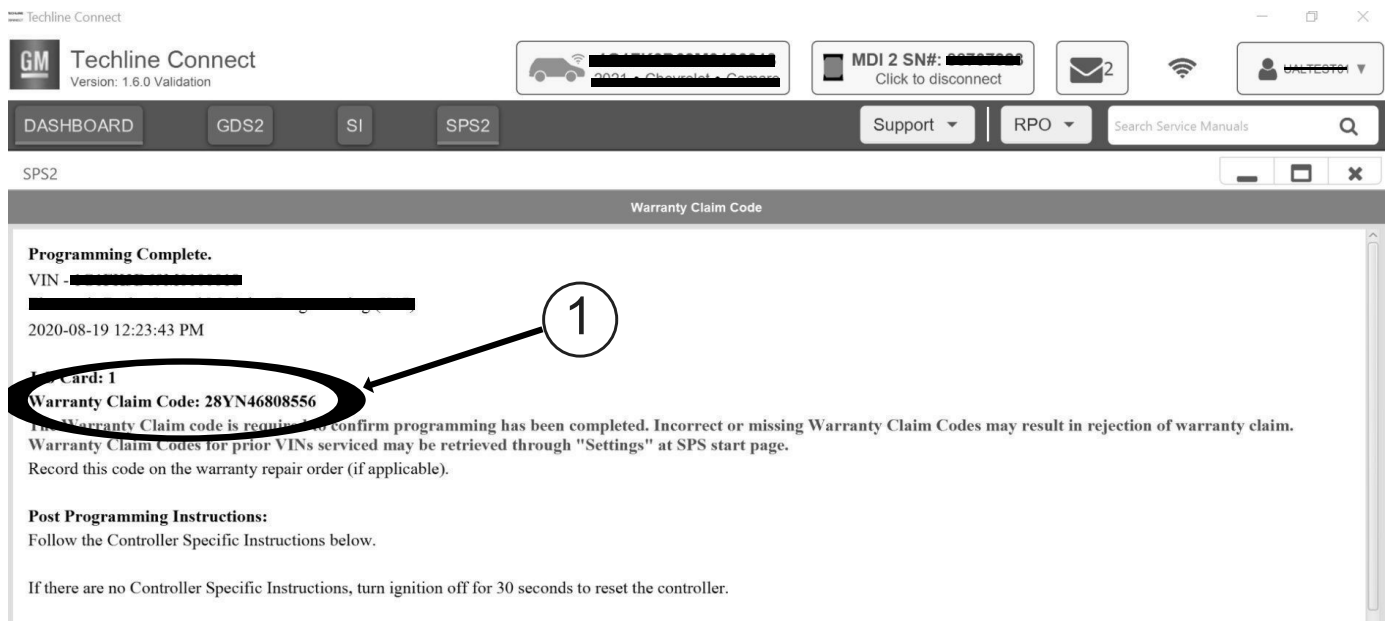 Techline Connect
GM
Techline Connect
Version: 1.6.0 Validation
2021 • Chevrolet • Camaro
MDI 2 SN#:
Click to disconnect
2
DASHBOARD
GDS2
SI
SPS2
Support
RPO
Search Service Manuals
SPS2
Warranty Claim Code
Programming Complete.
VIN -
2020-08-19 12:23:43 PM
1
Card: 1
Warranty Claim Code: 28YN46808556
The Warranty Claim code is required to confirm programming has been completed. Incorrect or missing Warranty Claim Codes may result in rejection of warranty claim.
Warranty Claim Codes for prior VINs serviced may be retrieved through "Settings" at SPS start page.
Record this code on the warranty repair order (if applicable).
Post Programming Instructions:
Follow the Controller Specific Instructions below.
If there are no Controller Specific Instructions, turn ignition off for 30 seconds to reset the controller.